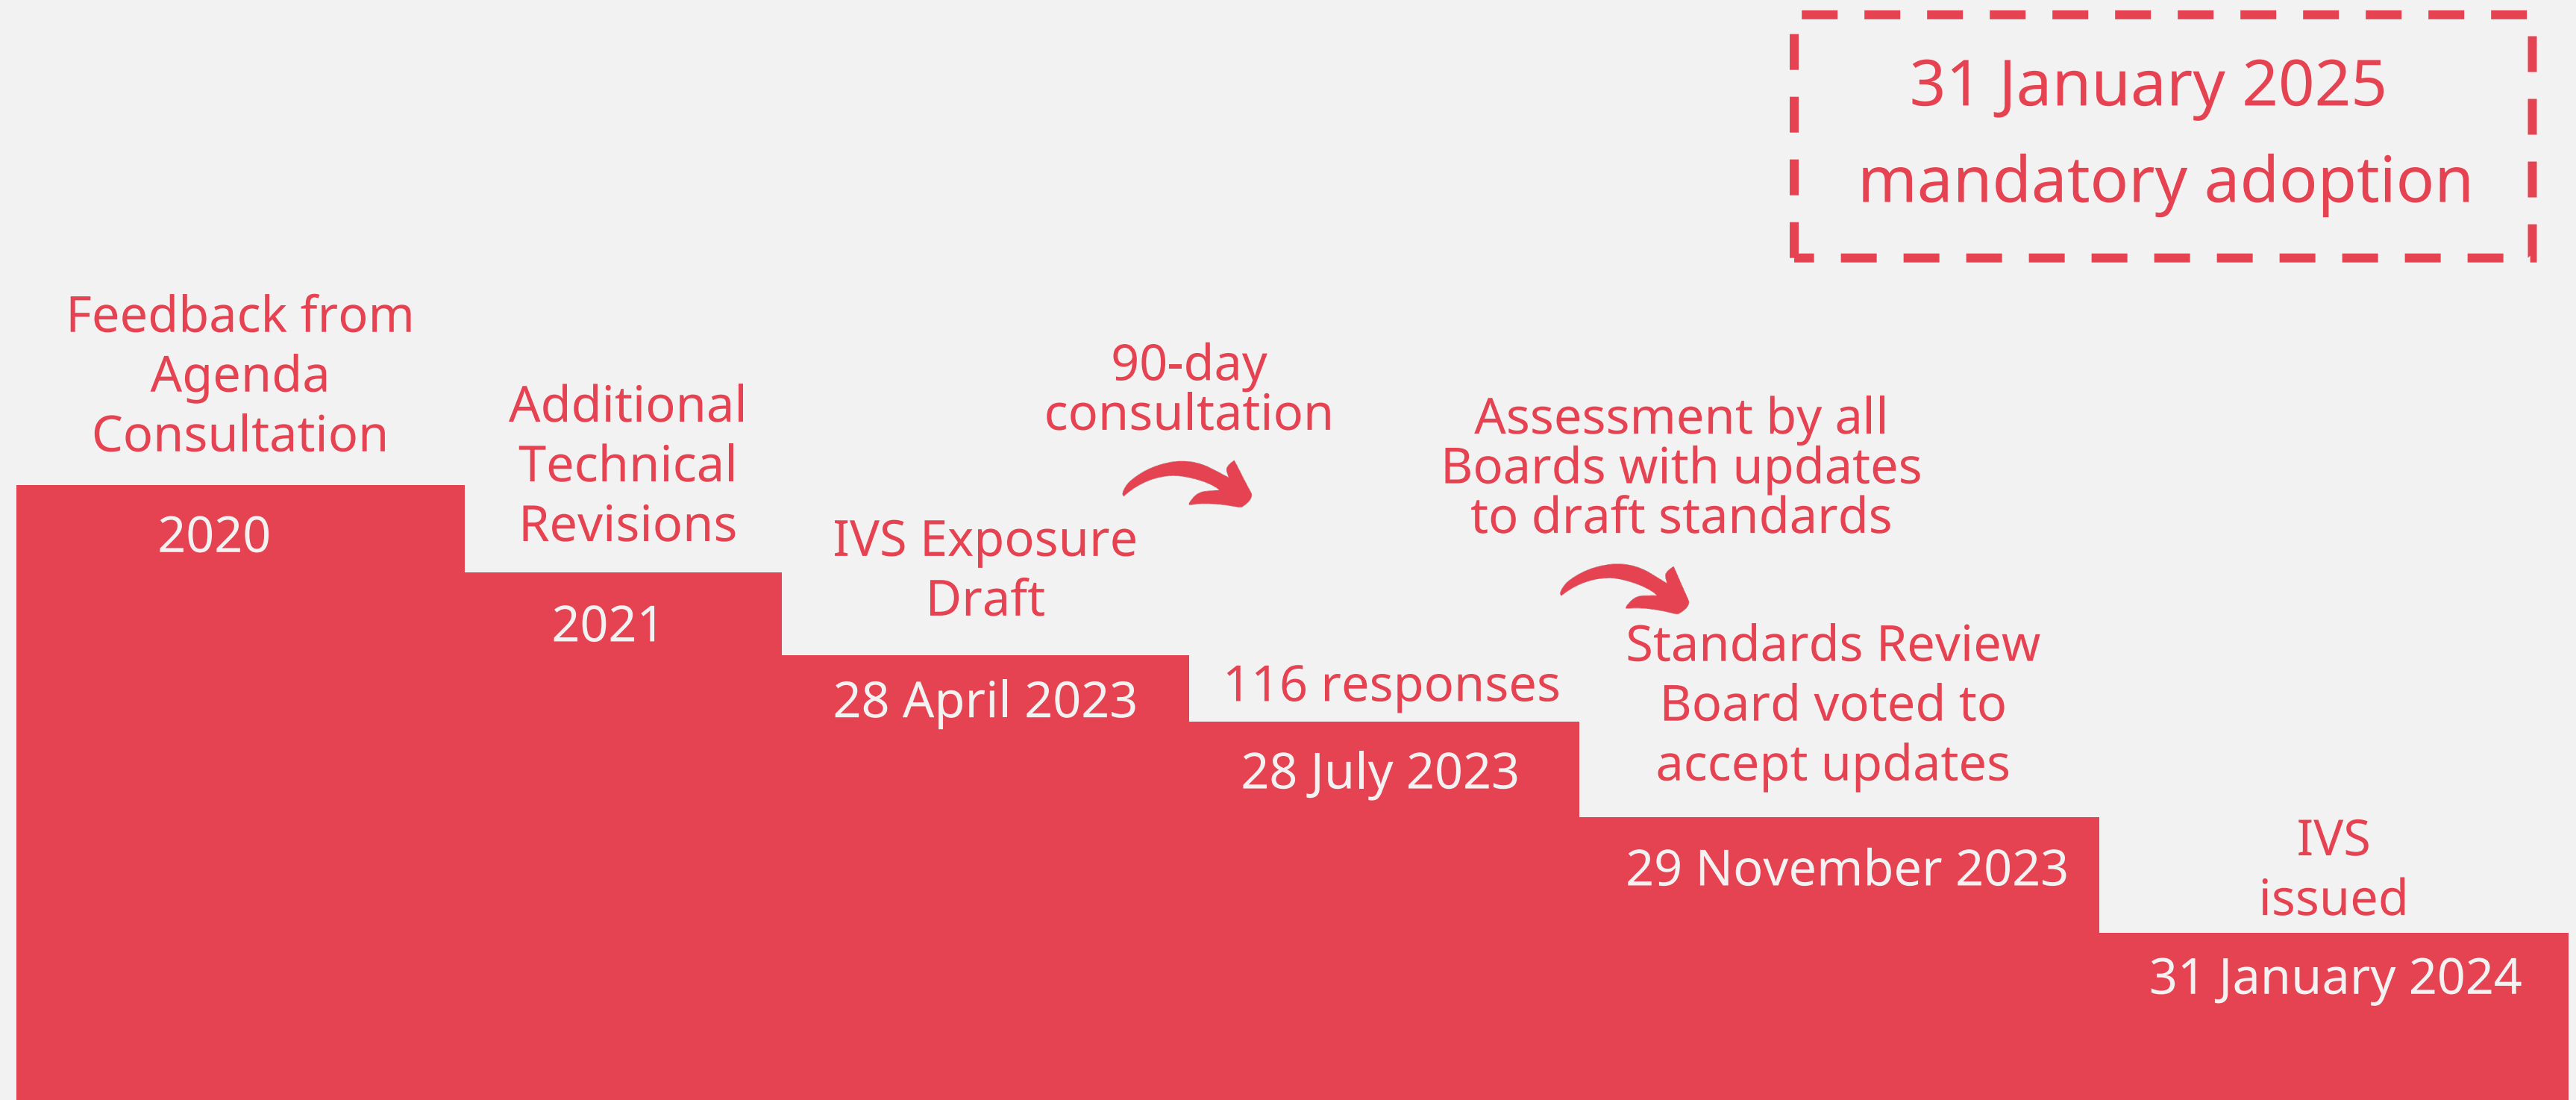 31 January 2025
mandatory adoption
Feedback from
Agenda
Consultation
2020
Additional
Technical
Revisions
2021
IVS Exposure
Draft
28 April 2023
90-day
consultation
116 responses
28 July 2023
Assessment by all
Boards with updates
to draft standards
Standards Review
Board voted to
accept updates
29 November 2023
IVS
issued
31 January 2024